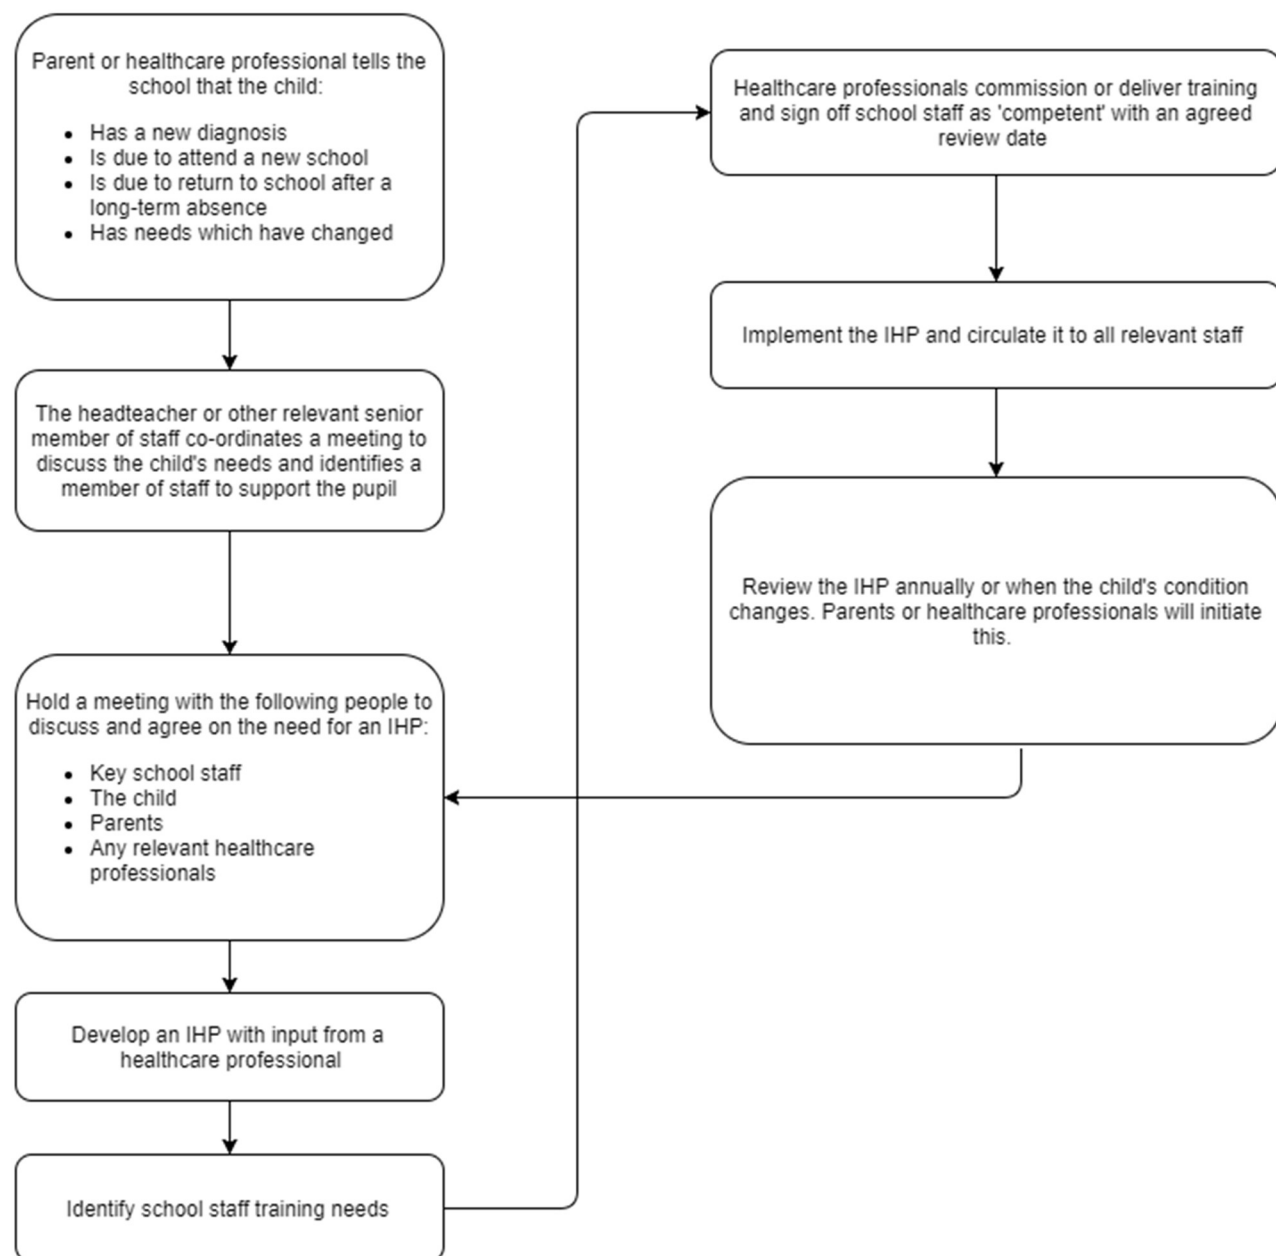 Parent or healthcare professional tells the
school that the child:
• Has a new diagnosis
• Is due to attend a new school
• Is due to return to school after a
long-term absence
• Has needs which have changed
The headteacher or other relevant senior
member of staff co-ordinates a meeting to
discuss the child's needs and identifies a
member of staff to support the pupil
Hold a meeting with the following people to
discuss and agree on the need for an IHP:
• Key school staff
• The child
• Parents
• Any relevant healthcare
professionals
Develop an IHP with input from a
healthcare professional
Identify school staff training needs
Healthcare professionals commission or deliver training
and sign off school staff as 'competent' with an agreed
review date
Implement the IHP and circulate it to all relevant staff
Review the IHP annually or when the child's condition
changes. Parents or healthcare professionals will initiate
this.